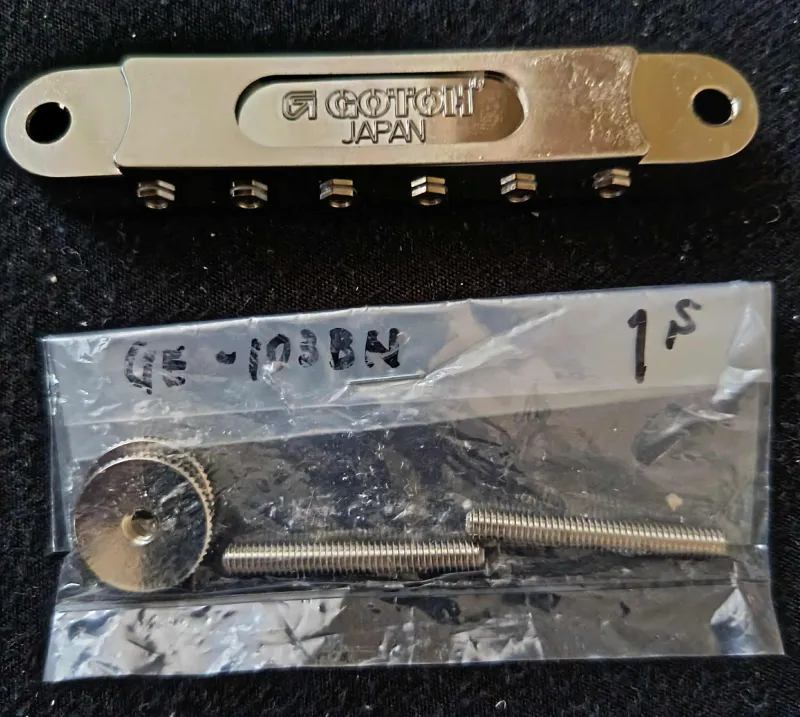 G GOTOH
JAPAN
GE-103BN
1S